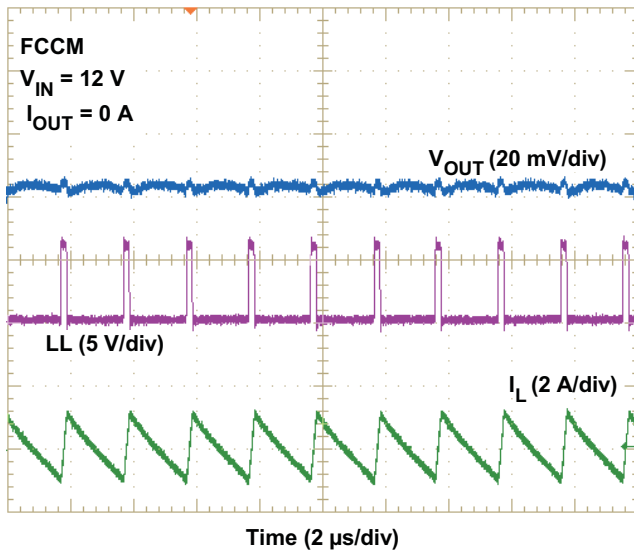 FCCM
VIN = 12 V
IOUT = 0 A
VOUT (20 mV/div)
LL (5 V/div)
IL (2 A/div)
Time (2 µs/div)